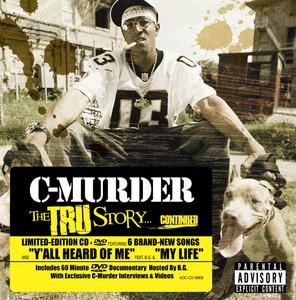 03
C-MURDER
THE TRU STORY... CONTINUED
LIMITED-EDITION CD + DVD FEATURING 6 BRAND-NEW SONGS
AND "Y'ALL HEARD OF ME" FEAT. B.G. & "MY LIFE"
Includes 60 Minute DVD Documentary Hosted By B.G.
With Exclusive C-Murder Interviews & Videos
PARENTAL
ADVISORY
EXPLICIT CONTENT